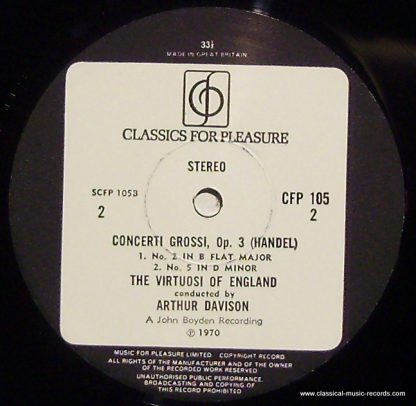 33⅓
MADE IN GREAT BRITAIN
CLASSICS FOR PLEASURE
STEREO
SCFP 105B
2
CFP 105
2
CONCERTI GROSSI, Op. 3 (HANDEL)
1. No. 2 IN B FLAT MAJOR
2. No. 5 IN D MINOR
THE VIRTUOSI OF ENGLAND
conducted by
ARTHUR DAVISON
A John Boyden Recording
℗ 1970
MUSIC FOR PLEASURE LIMITED COPYRIGHT RECORD
ALL RIGHTS OF THE MANUFACTURER AND OF THE OWNER
OF THE RECORDED WORK RESERVED
UNAUTHORISED PUBLIC PERFORMANCE,
BROADCASTING AND COPYING OF
THIS RECORD PROHIBITED
www.classical-music-records.com